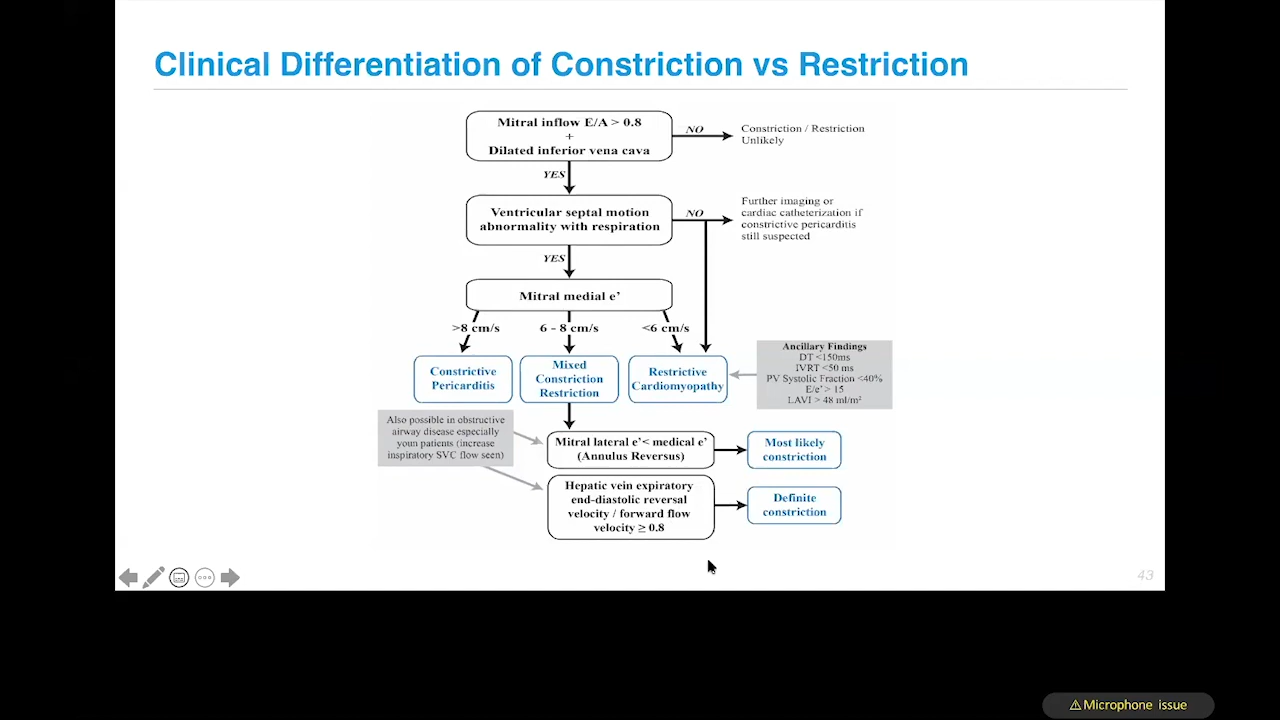 Clinical Differentiation of Constriction vs Restriction
Mitral inflow E/A > 0.8
+
Dilated inferior vena cava
NO
Constriction / Restriction
Unlikely
YES
Ventricular septal motion
abnormality with respiration
NO
Further imaging or
cardiac catheterization if
constrictive pericarditis
still suspected
YES
Mitral medial e'
>8 cm/s
6 - 8 cm/s
<6 cm/s
Constrictive
Pericarditis
Mixed
Constriction
Restriction
Restrictive
Cardiomyopathy
Ancillary Findings
DT <150ms
IVRT <50 ms
PV Systolic Fraction <40%
E/e' > 15
LAVI > 48 ml/m²
Also possible in obstructive
airway disease especially
youn patients (increase
inspiratory SVC flow seen)
Mitral lateral e'< medical e'
(Annulus Reversus)
Most likely
constriction
Hepatic vein expiratory
end-diastolic reversal
velocity / forward flow
velocity ≥ 0.8
Definite
constriction
43
⚠Microphone issue